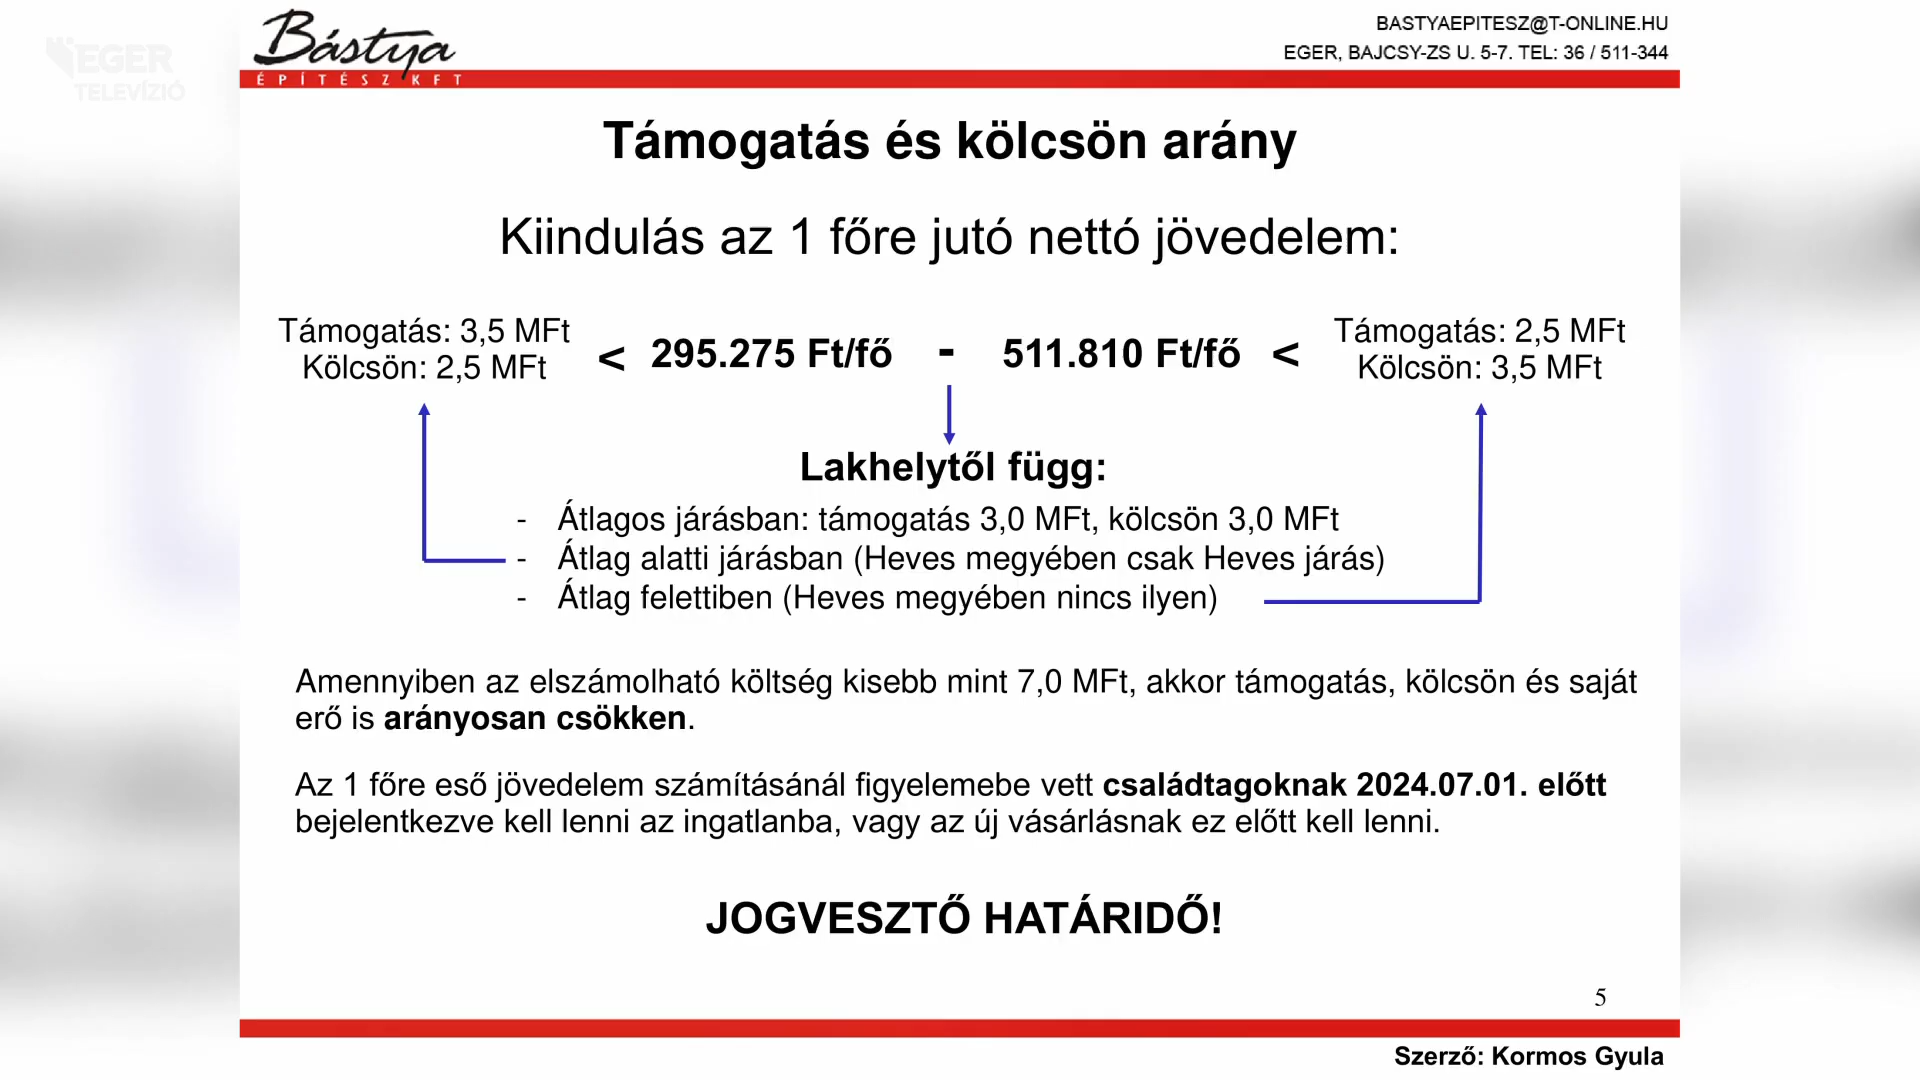 EGER
TELEVÍZIÓ
Bástya
ÉPÍTÉSZ KFT
BASTYAEPITESZ@T-ONLINE.HU
EGER, BAJCSY-ZS U. 5-7. TEL: 36 / 511-344
Támogatás és kölcsön arány
Kiindulás az 1 főre jutó nettó jövedelem:
Támogatás: 3,5 MFt
Kölcsön: 2,5 MFt
< 295.275 Ft/fő - 511.810 Ft/fő <
Támogatás: 2,5 MFt
Kölcsön: 3,5 MFt
Lakhelytől függ:
- Átlagos járásban: támogatás 3,0 MFt, kölcsön 3,0 MFt
- Átlag alatti járásban (Heves megyében csak Heves járás)
- Átlag felettiben (Heves megyében nincs ilyen)
Amennyiben az elszámolható költség kisebb mint 7,0 MFt, akkor támogatás, kölcsön és saját
erő is arányosan csökken.
Az 1 főre eső jövedelem számításánál figyelemebe vett családtagoknak 2024.07.01. előtt
bejelentkezve kell lenni az ingatlanba, vagy az új vásárlásnak ez előtt kell lenni.
JOGVESZTŐ HATÁRIDŐ!
5
Szerző: Kormos Gyula